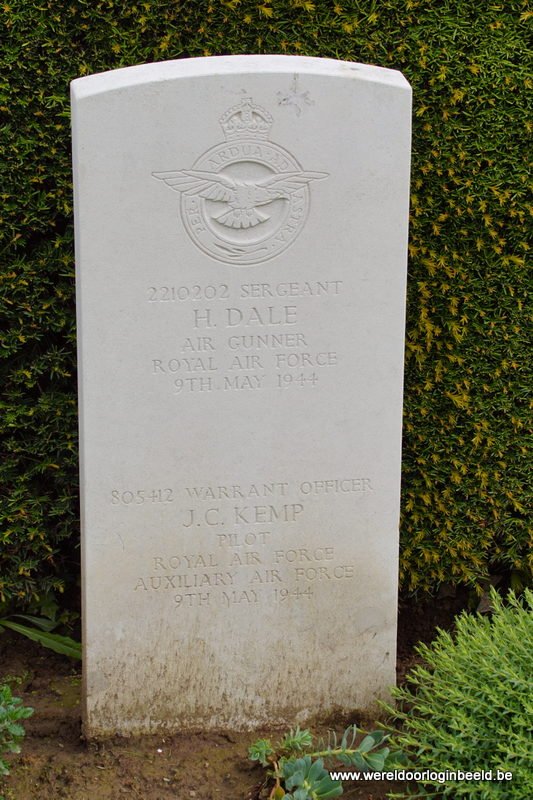 PER · ARDUA · AD · ASTRA
2210202 SERGEANT
H. DALE
AIR GUNNER
ROYAL AIR FORCE
9TH MAY 1944
805412 WARRANT OFFICER
J.C. KEMP
PILOT
ROYAL AIR FORCE
AUXILIARY AIR FORCE
9TH MAY 1944
www.wereldoorloginbeeld.be